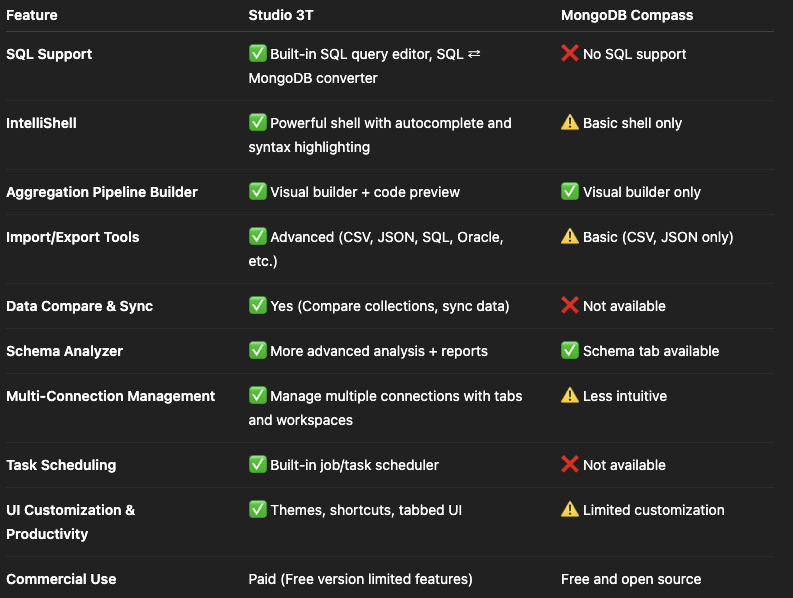 Feature Studio 3T MongoDB Compass
SQL Support ✅ Built-in SQL query editor, SQL ⇄ ❌ No SQL support
MongoDB converter
IntelliShell ✅ Powerful shell with autocomplete and ⚠️ Basic shell only
syntax highlighting
Aggregation Pipeline Builder ✅ Visual builder + code preview ✅ Visual builder only
Import/Export Tools ✅ Advanced (CSV, JSON, SQL, Oracle, ⚠️ Basic (CSV, JSON only)
etc.)
Data Compare & Sync ✅ Yes (Compare collections, sync data) ❌ Not available
Schema Analyzer ✅ More advanced analysis + reports ✅ Schema tab available
Multi-Connection Management ✅ Manage multiple connections with tabs ⚠️ Less intuitive
and workspaces
Task Scheduling ✅ Built-in job/task scheduler ❌ Not available
UI Customization & ✅ Themes, shortcuts, tabbed UI ⚠️ Limited customization
Productivity
Commercial Use Paid (Free version limited features) Free and open source